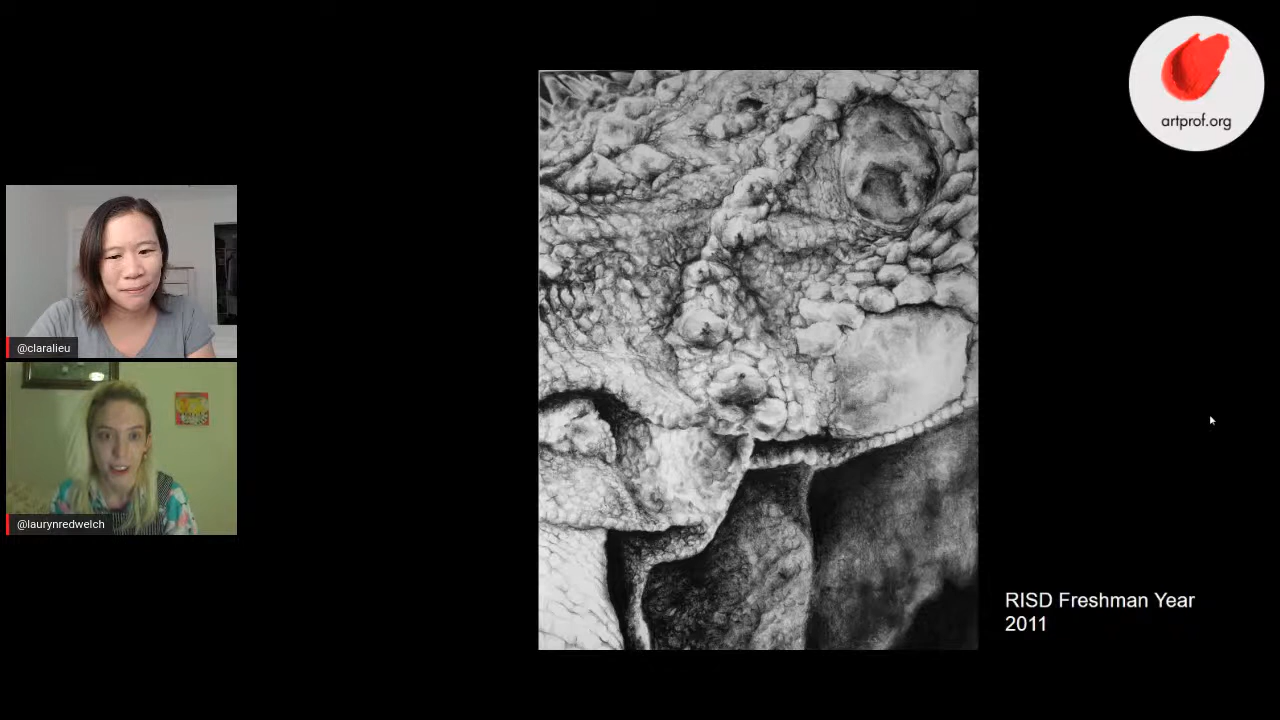 artprof.org
@claralieu
@laurynredwelch
RISD Freshman Year
2011